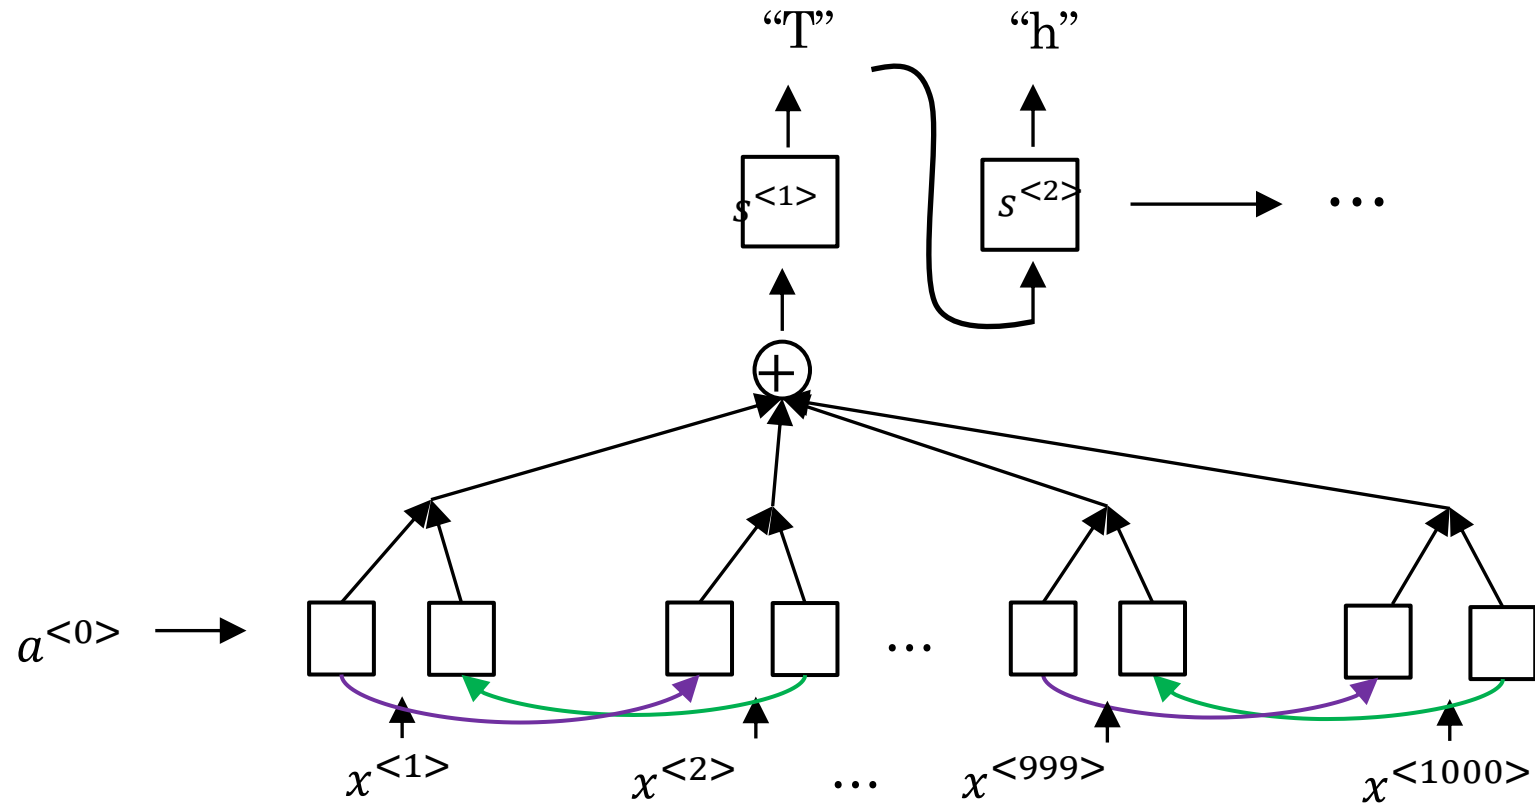 “T” “h”
s<1> s<2> ...
+
a<0> ...
x<1> x<2> ... x<999> x<1000>